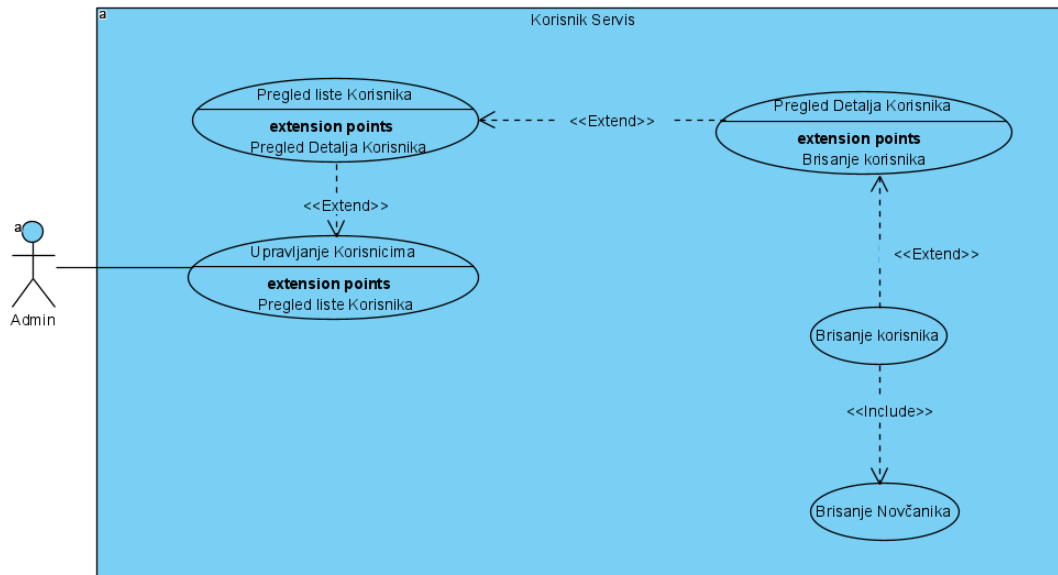 a
Korisnik Servis
Pregled liste Korisnika
extension points
Pregled Detalja Korisnika
<<Extend>>
Pregled Detalja Korisnika
extension points
Brisanje korisnika
<<Extend>>
a
Admin
Upravljanje Korisnicima
extension points
Pregled liste Korisnika
<<Extend>>
Brisanje korisnika
<<Include>>
Brisanje Novčanika